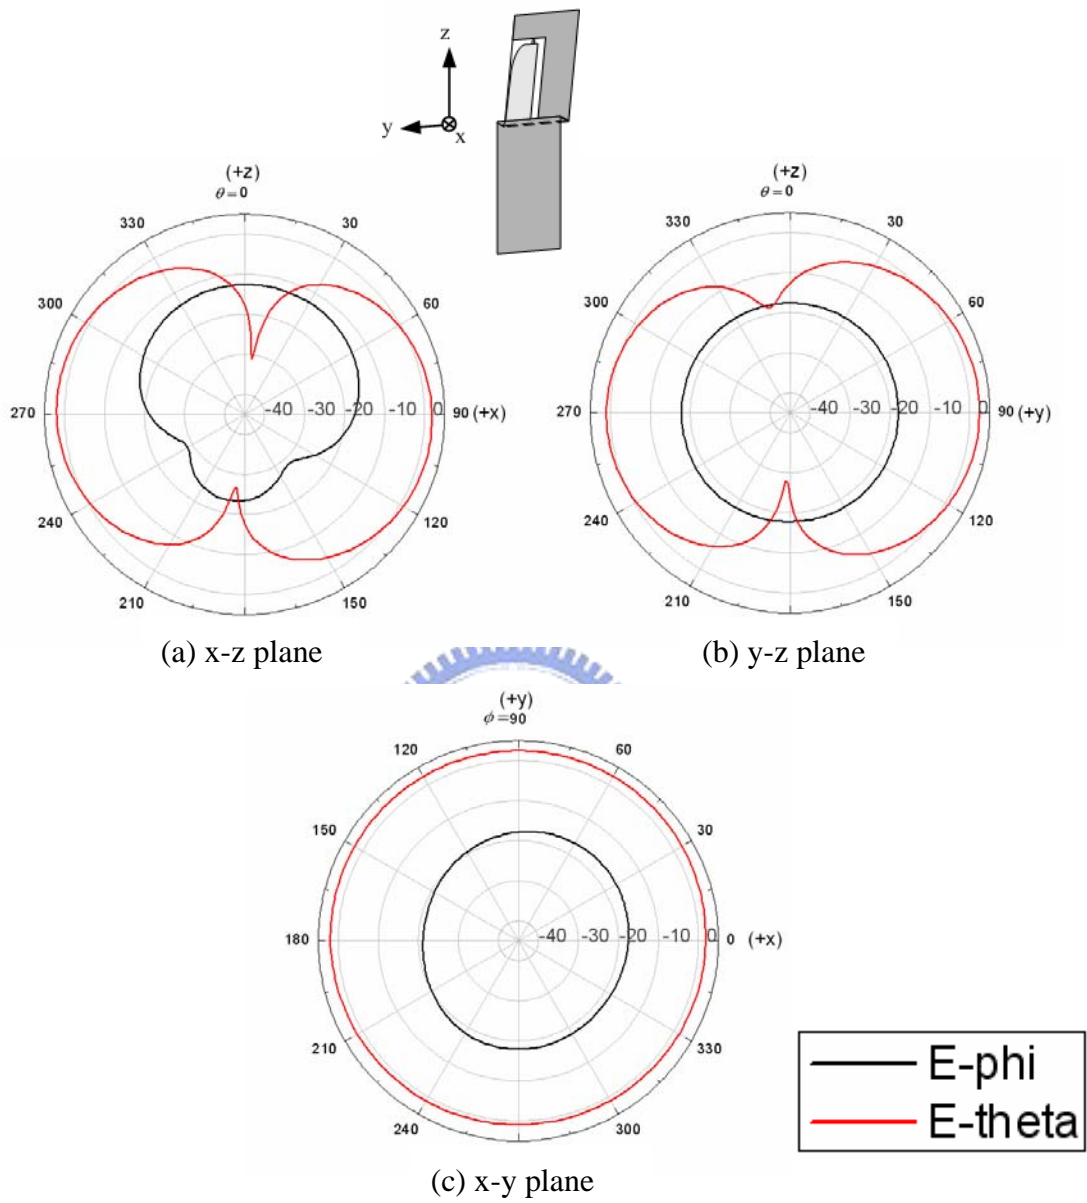 z
y
x
(+z)
θ=0
330
30
300
60
270
-40 -30 -20 -10 0
90 (+x)
240
120
210
150
(a) x-z plane
(+z)
θ=0
330
30
300
60
270
-40 -30 -20 -10 0
90 (+y)
240
120
210
150
(b) y-z plane
(+y)
ϕ=90
120
60
150
30
180
-40 -30 -20 -10 0
0 (+x)
210
330
240
300
(c) x-y plane
E-phi
E-theta